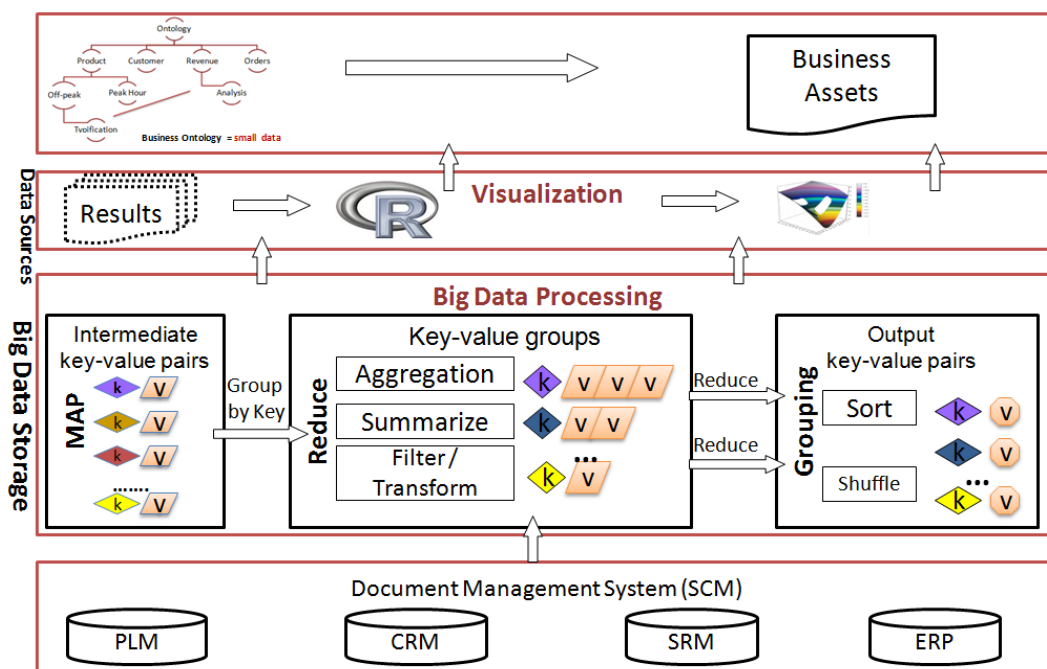 Ontology
Product Customer Revenue Orders
Off-peak Peak Hour Analysis
Tvoification
Business Ontology = small data
Business
Assets
Data Sources
Results
R
Visualization
Big Data Storage
Big Data Processing
MAP
Intermediate
key-value pairs
k V
k V
k V
.......
k V
Group
by Key
Reduce
Key-value groups
Aggregation
k V V V
Summarize
k V V
...
Filter/
Transform
k V
Reduce
Reduce
Grouping
Output
key-value pairs
Sort
k V
k V
...
Shuffle
k V
Document Management System (SCM)
PLM CRM SRM ERP